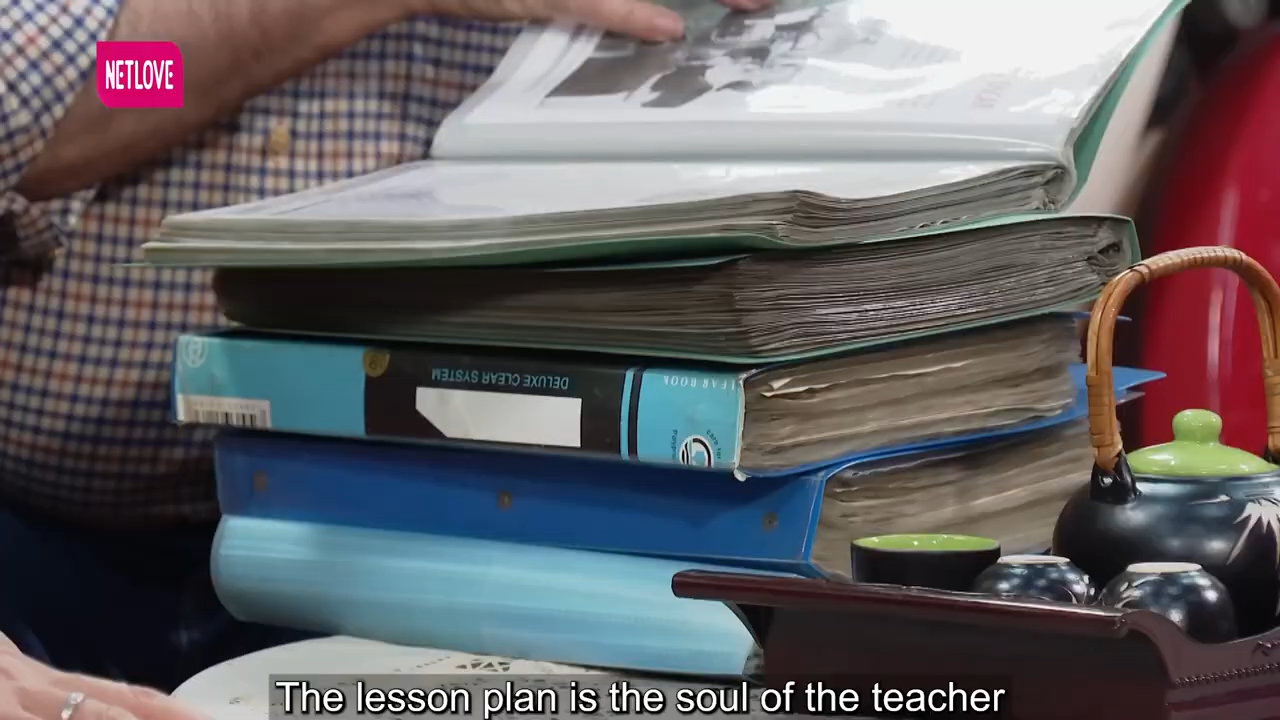 NETLOVE
DELUXE CLEAR SYSTEM
The lesson plan is the soul of the teacher